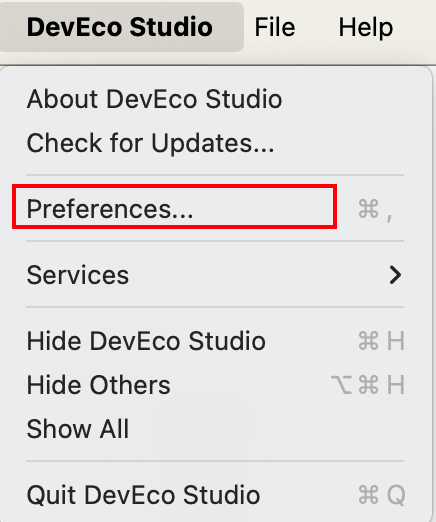 DevEco Studio File Help
About DevEco Studio
Check for Updates...
Preferences... ⌘ ,
Services
Hide DevEco Studio ⌘ H
Hide Others ⌥ ⌘ H
Show All
Quit DevEco Studio ⌘ Q